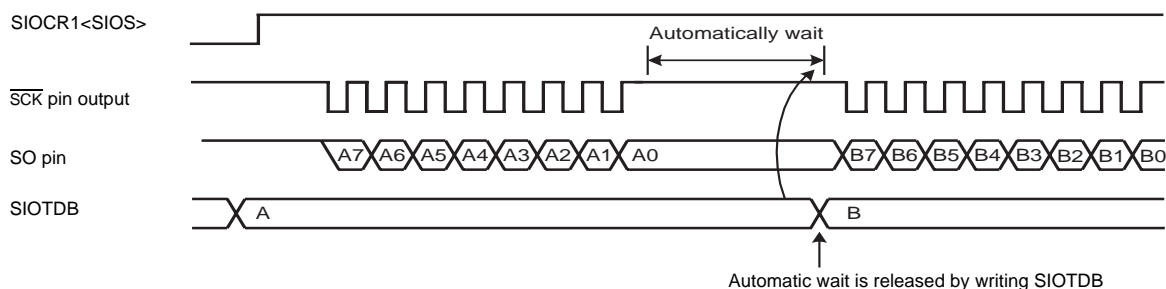 SIOCR1<SIOS>
Automatically wait
SCK pin output
SO pin
A7 A6 A5 A4 A3 A2 A1 A0 B7 B6 B5 B4 B3 B2 B1 B0
SIOTDB
A B
Automatic wait is released by writing SIOTDB